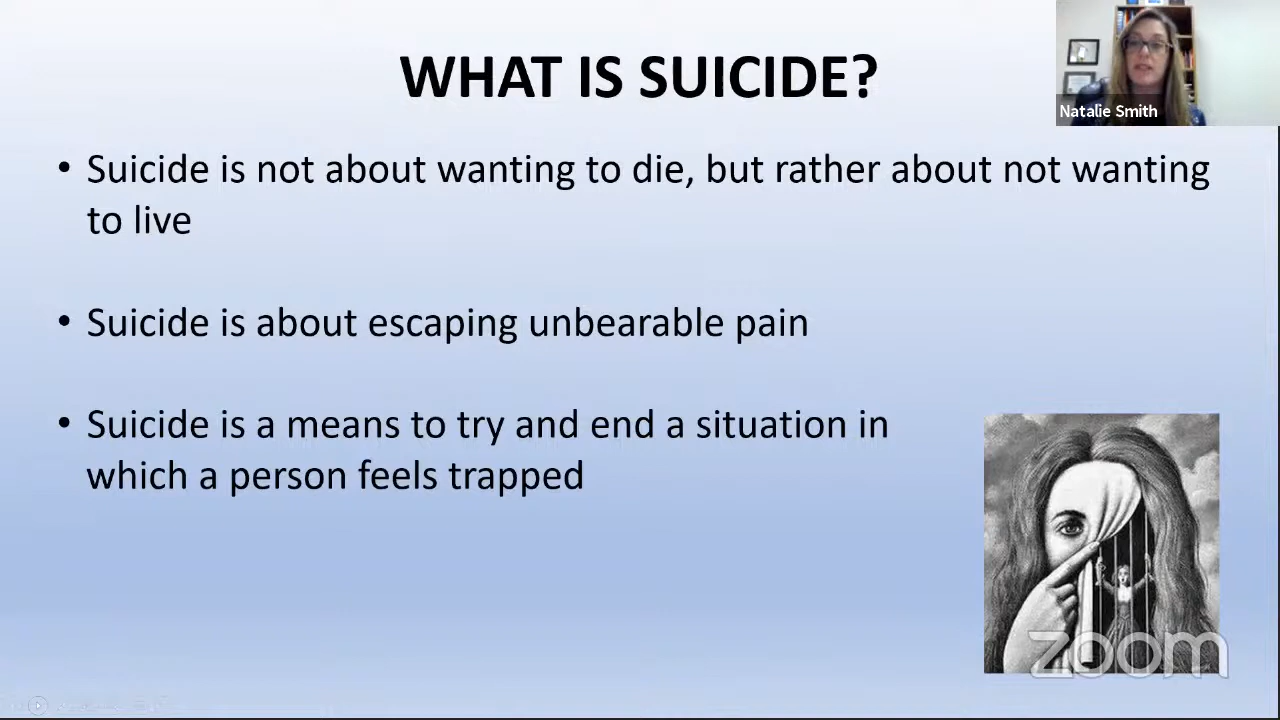 WHAT IS SUICIDE?
Natalie Smith
• Suicide is not about wanting to die, but rather about not wanting
to live
• Suicide is about escaping unbearable pain
• Suicide is a means to try and end a situation in
which a person feels trapped
zoom